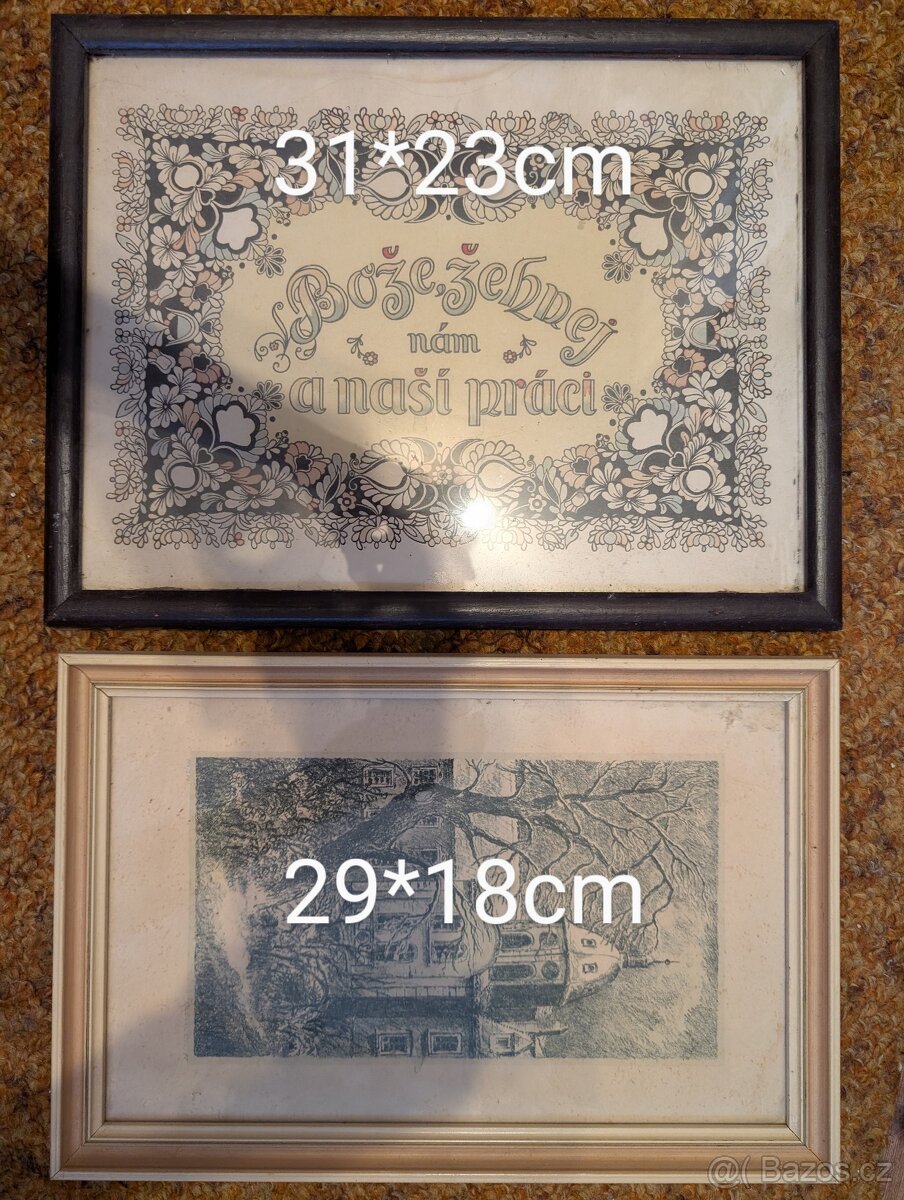 31*23cm
Bože, žehnej
nám
a naší práci
29*18cm
@( Bazos.cz